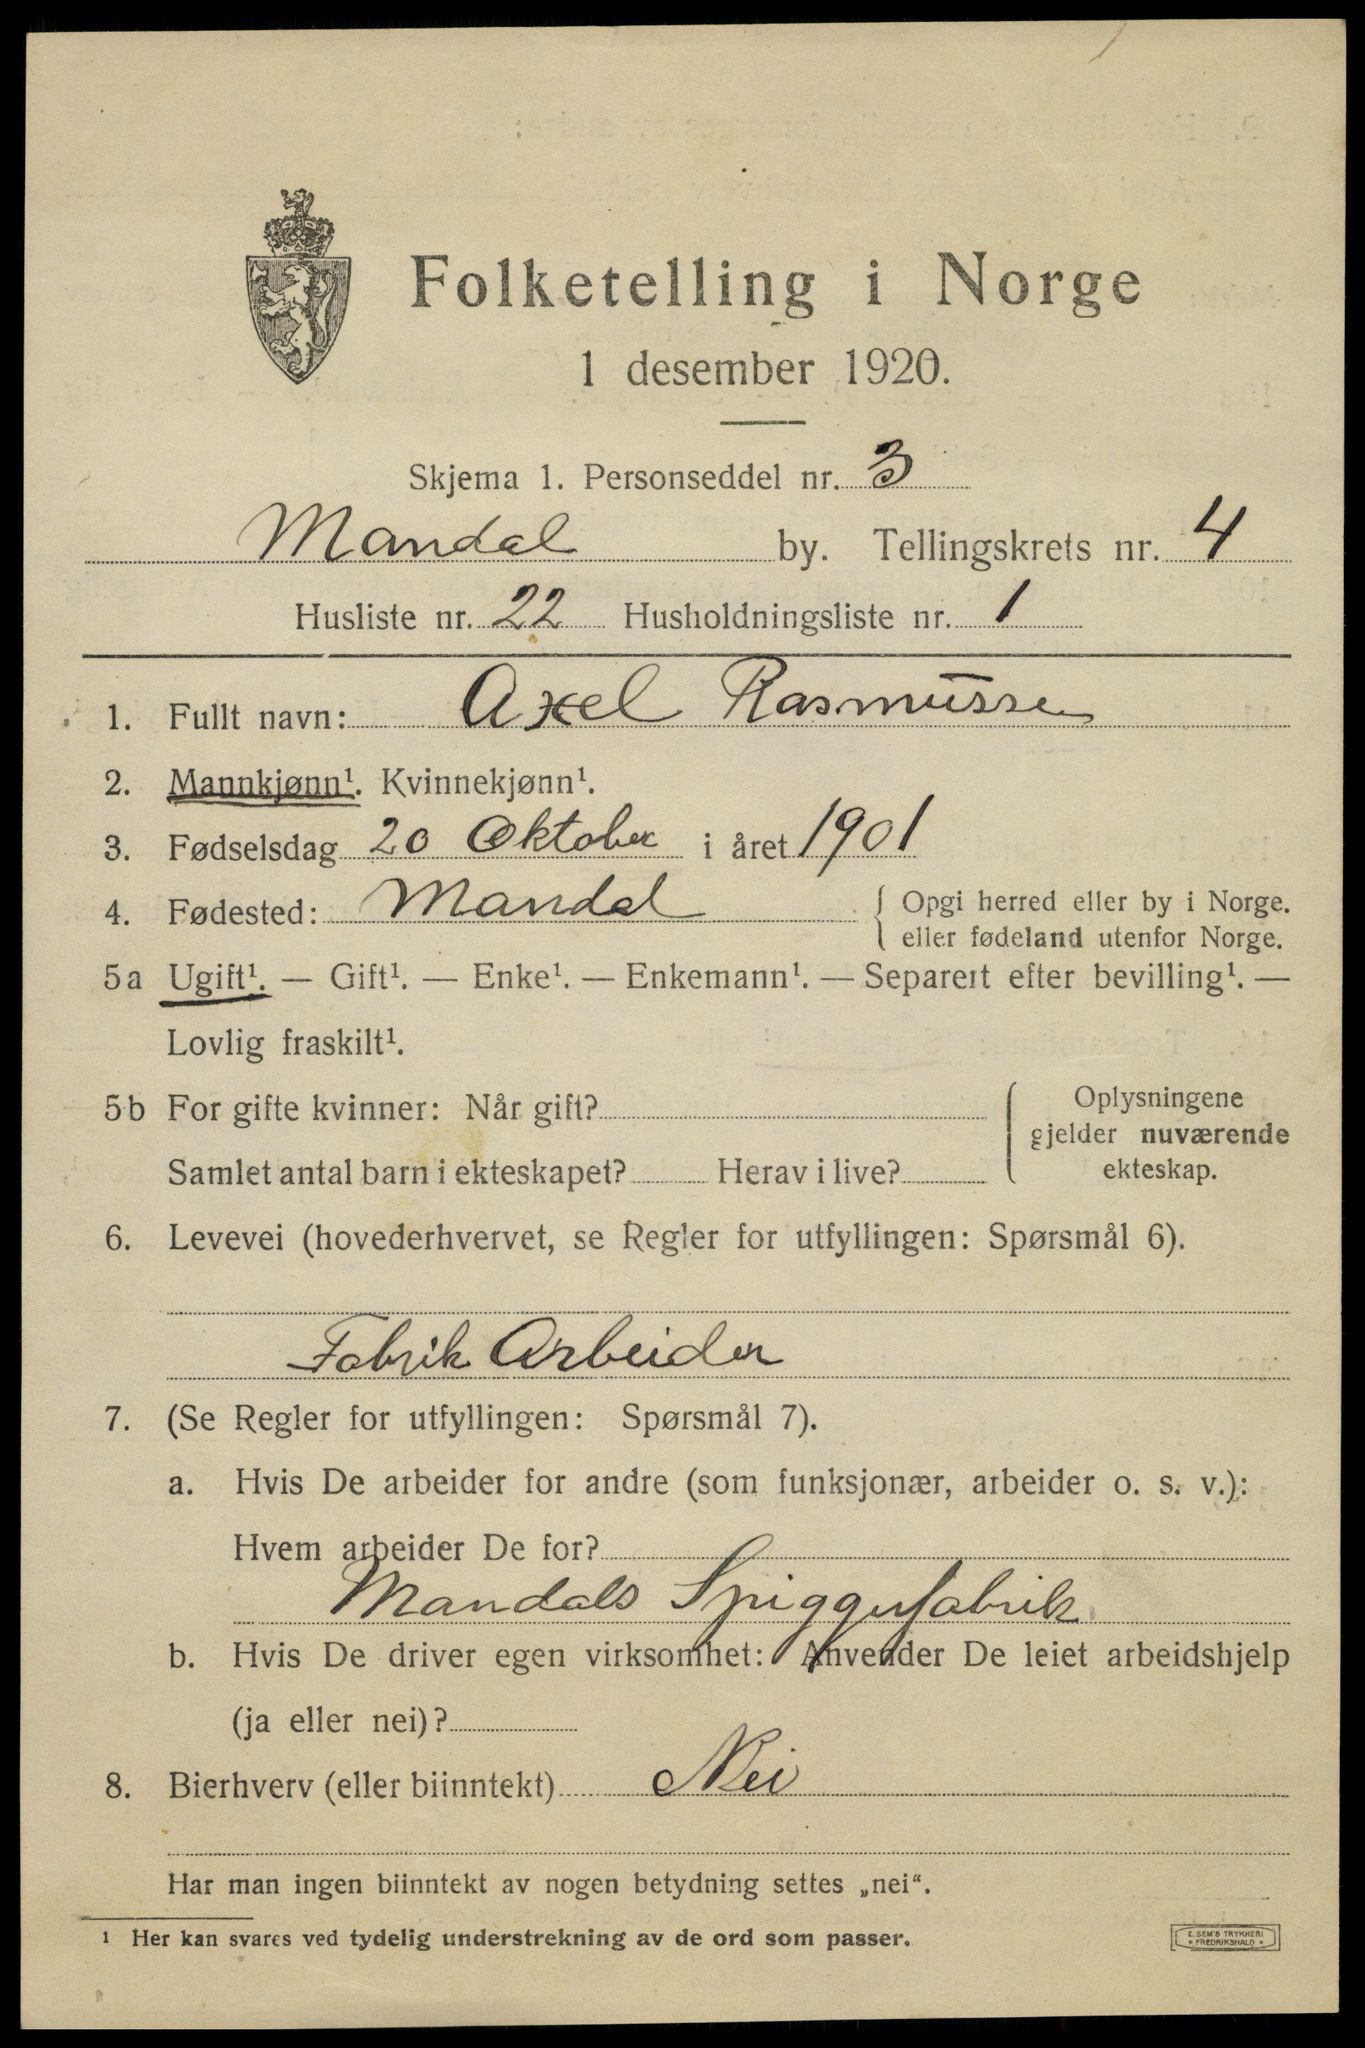 Folketelling i Norge
1 desember 1920.
Skjema 1. Personseddel nr. 3
Mandal by. Tellingskrets nr. 4
Husliste nr. 22 Husholdningsliste nr. 1
1. Fullt navn: Axel Rasmussen
2. Mannkjønn¹. Kvinnekjønn¹.
3. Fødselsdag 20 Oktober i året 1901
4. Fødested: Mandal { Opgi herred eller by i Norge.
eller fødeland utenfor Norge.
5a Ugift¹. — Gift¹. — Enke¹. — Enkemann¹. — Separert efter bevilling¹. —
Lovlig fraskilt¹.
5b For gifte kvinner: Når gift?
Samlet antal barn i ekteskapet? Herav i live?
Oplysningene
gjelder nuværende
ekteskap.
6. Levevei (hovederhvervet, se Regler for utfyllingen: Spørsmål 6).
Fabrik Arbeider
7. (Se Regler for utfyllingen: Spørsmål 7).
a. Hvis De arbeider for andre (som funksjonær, arbeider o. s. v.):
Hvem arbeider De for?
Mandals Spiggerfabrik
b. Hvis De driver egen virksomhet: Anvender De leiet arbeidshjelp
(ja eller nei)?
8. Bierhverv (eller biinntekt) Nei
Har man ingen biinntekt av nogen betydning settes „nei“.
¹ Her kan svares ved tydelig understrekning av de ord som passer.
E. SEM'S TRYKKERI
* FREDRIKSHALD *